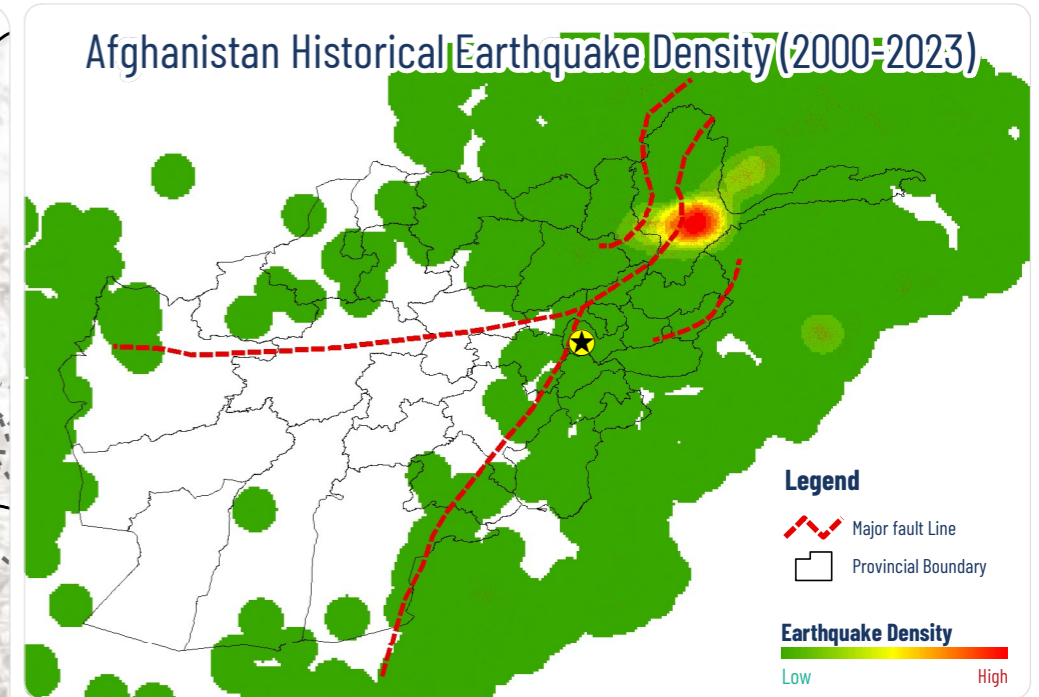 Afghanistan Historical Earthquake Density (2000-2023)
Legend
Major fault Line
Provincial Boundary
Earthquake Density
Low High